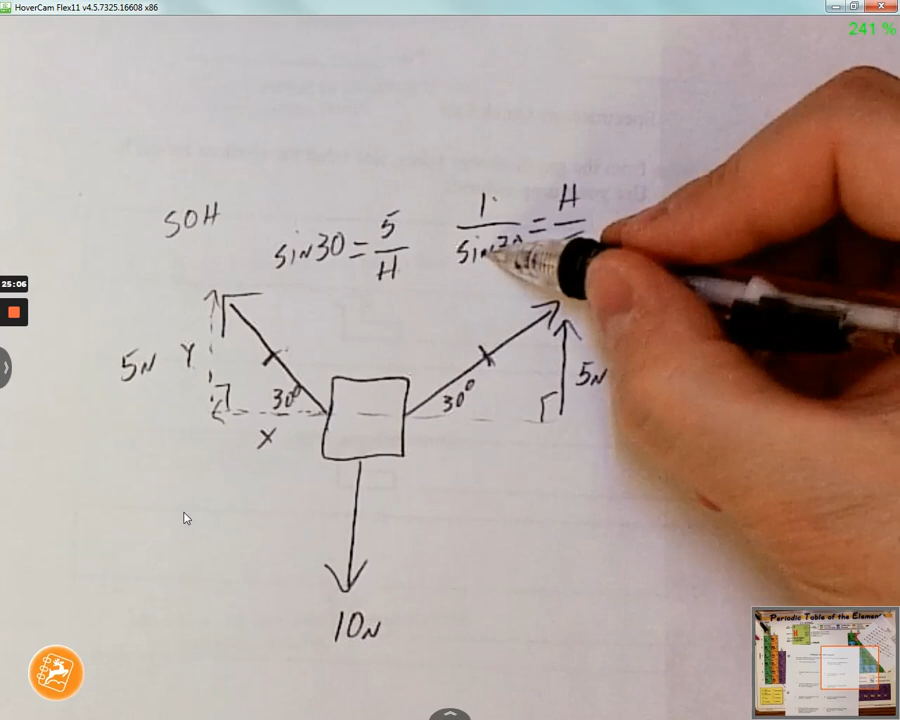 HoverCam Flex11 v4.5.7325.16608 x86
241 %
SOH
sin30 = 5/H
1/sin30 = H/
25:06
5N Y
30°
30°
5N
X
10N
Periodic Table of the Elements